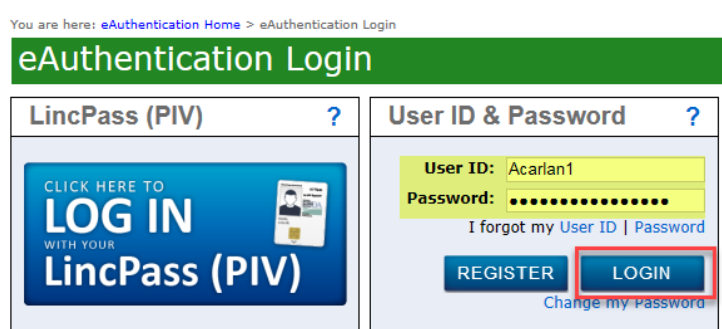 You are here: eAuthentication Home > eAuthentication Login
eAuthentication Login
LincPass (PIV) ?
CLICK HERE TO
LOG IN
WITH YOUR
LincPass (PIV)
User ID & Password ?
User ID: Acarlan1
Password: ••••••••••••••••
I forgot my User ID | Password
REGISTER LOGIN
Change my Password